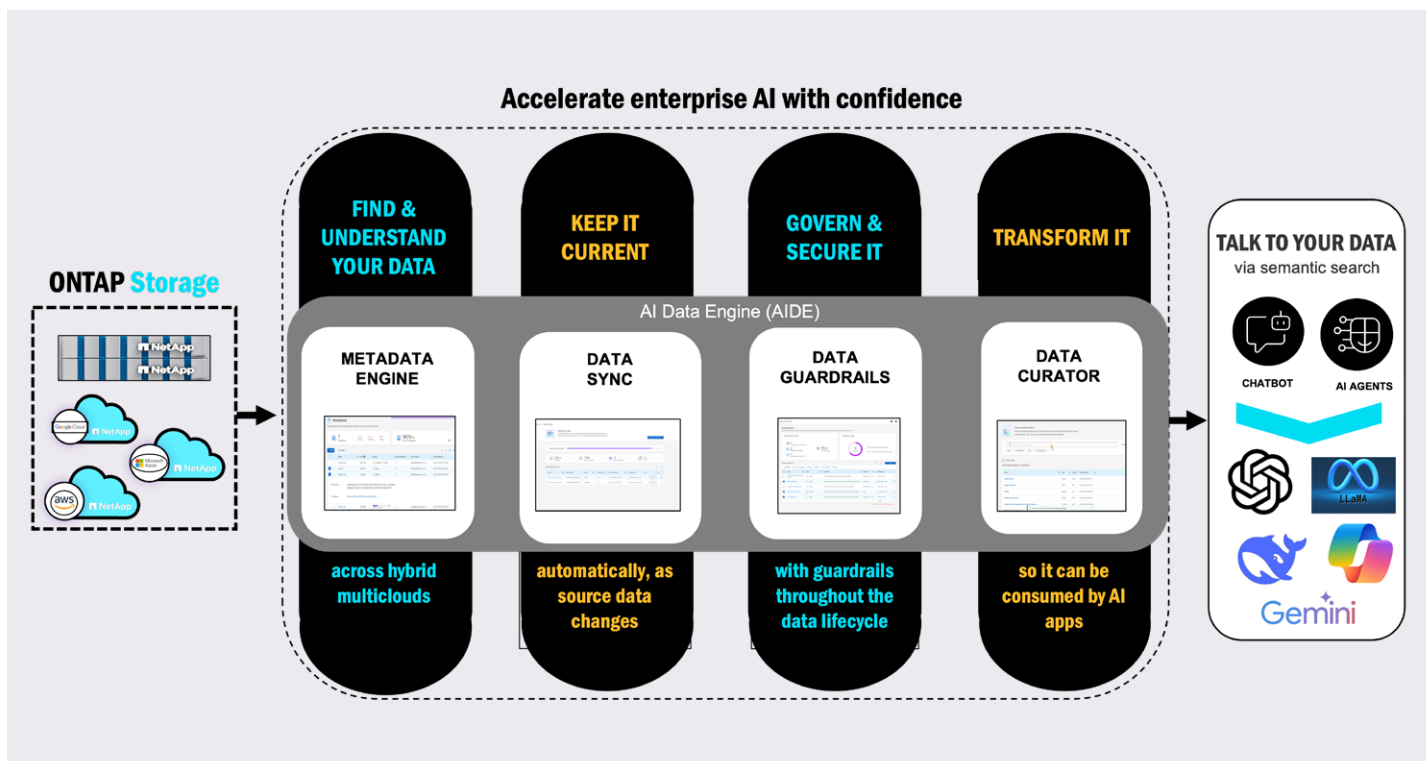 Accelerate enterprise AI with confidence
ONTAP Storage
NetApp
NetApp
Google Cloud
NetApp
Microsoft
Azure
NetApp
aws
NetApp
FIND &
UNDERSTAND
YOUR DATA
KEEP IT
CURRENT
GOVERN &
SECURE IT
TRANSFORM IT
AI Data Engine (AIDE)
METADATA
ENGINE
DATA
SYNC
DATA
GUARDRAILS
DATA
CURATOR
across hybrid
multiclouds
automatically, as
source data
changes
with guardrails
throughout the
data lifecycle
so it can be
consumed by AI
apps
TALK TO YOUR DATA
via semantic search
CHATBOT
AI AGENTS
LLaMA
Gemini